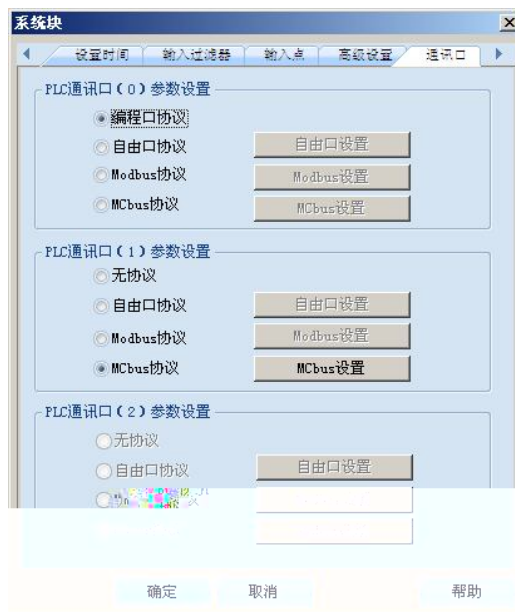 系统块
设置时间 输入过滤器 输入点 高级设置 通讯口
PLC通讯口(0)参数设置
编程口协议
自由口协议 自由口设置
Modbus协议 Modbus设置
MCbus协议 MCbus设置
PLC通讯口(1)参数设置
无协议
自由口协议 自由口设置
Modbus协议 Modbus设置
MCbus协议 MCbus设置
PLC通讯口(2)参数设置
无协议
自由口协议 自由口设置
确定 取消 帮助